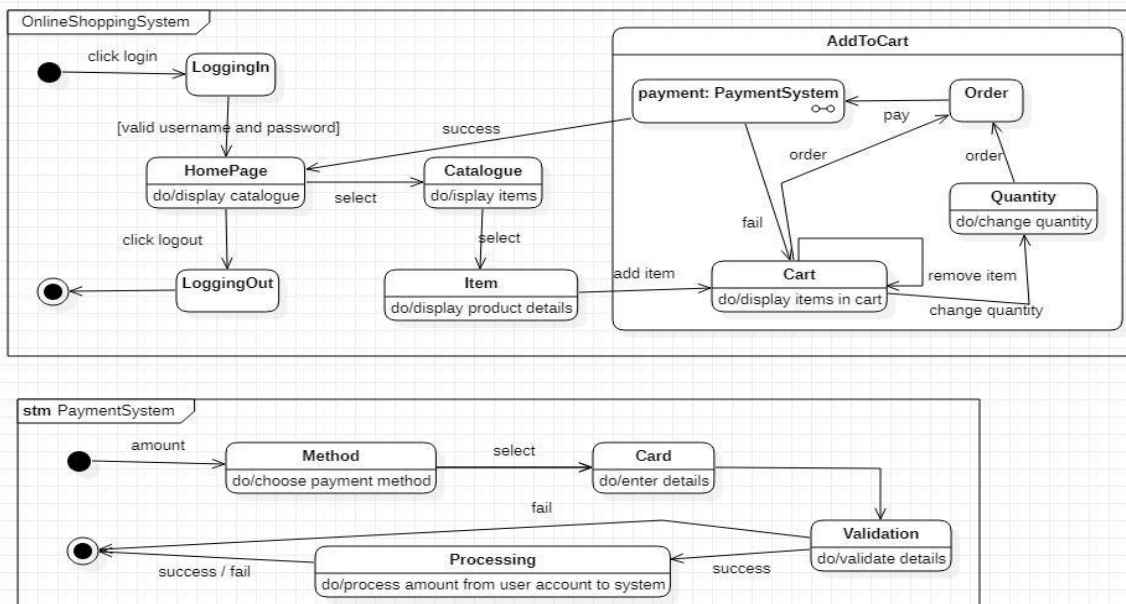 OnlineShoppingSystem
click login
LoggingIn
[valid username and password]
HomePage
do/display catalogue
click logout
LoggingOut
success
select
Catalogue
do/isplay items
select
Item
do/display product details
add item
AddToCart
payment: PaymentSystem
Order
pay
order
order
fail
Quantity
do/change quantity
Cart
do/display items in cart
remove item
change quantity
stm PaymentSystem
amount
Method
do/choose payment method
select
Card
do/enter details
fail
Validation
do/validate details
success
Processing
do/process amount from user account to system
success / fail